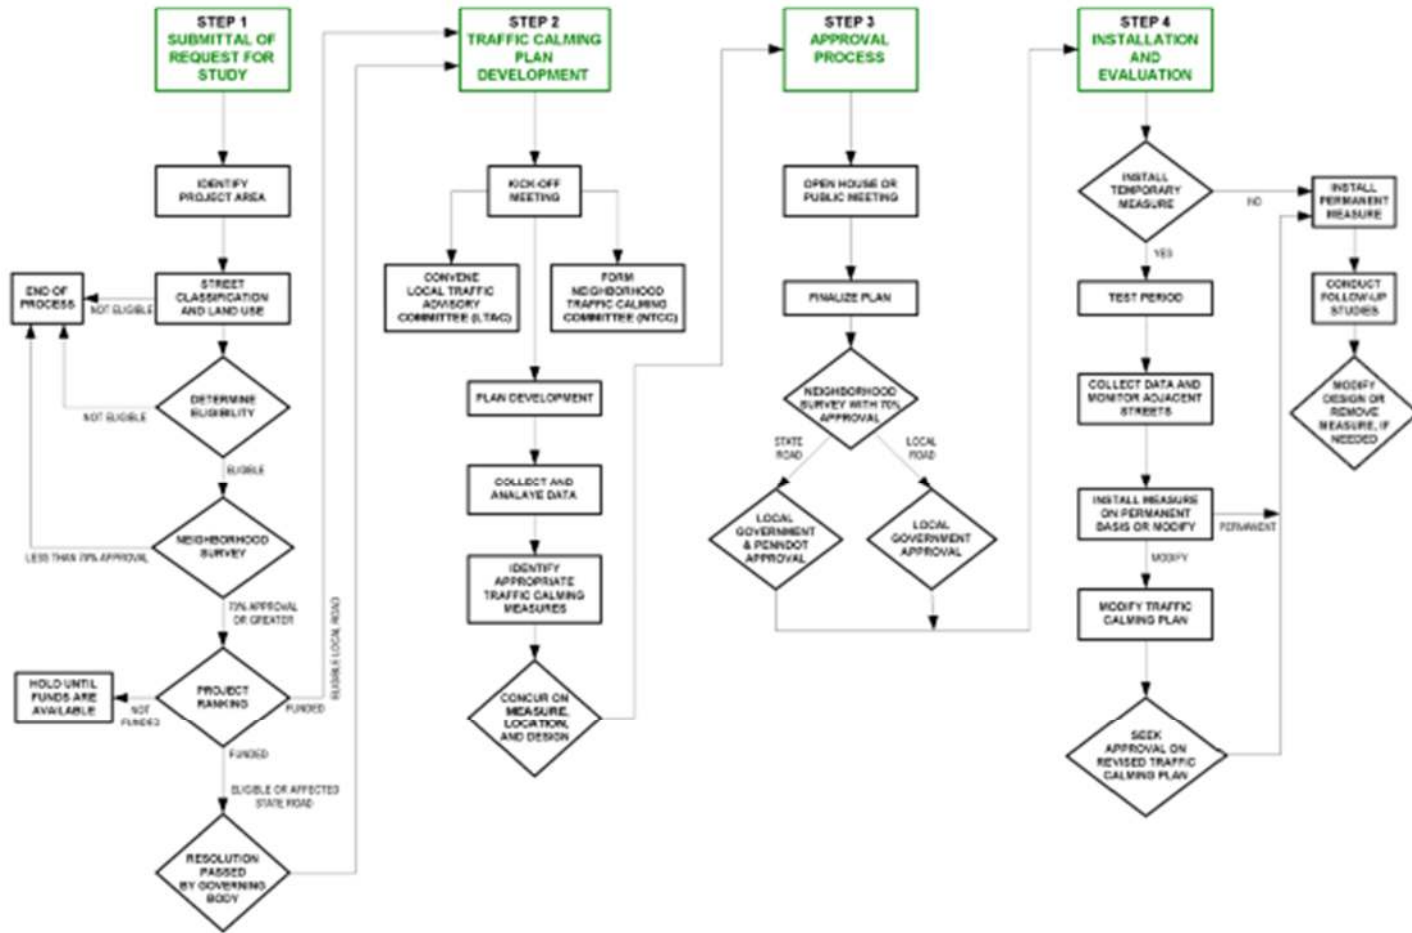 STEP 1
SUBMITTAL OF
REQUEST FOR
STUDY
IDENTIFY
PROJECT AREA
STREET
CLASSIFICATION
AND LAND USE
END OF
PROCESS
NOT ELIGIBLE
DETERMINE
ELIGIBILITY
NOT ELIGIBLE
ELIGIBLE
NEIGHBORHOOD
SURVEY
LESS THAN 70% APPROVAL
70% APPROVAL
OR GREATER
PROJECT
RANKING
HOLD UNTIL
FUNDS ARE
AVAILABLE
NOT
FUNDED
FUNDED
ELIGIBLE LOCAL ROAD
FUNDED
ELIGIBLE OR AFFECTED
STATE ROAD
RESOLUTION
PASSED
BY GOVERNING
BODY
STEP 2
TRAFFIC CALMING
PLAN
DEVELOPMENT
KICK-OFF
MEETING
CONVENE
LOCAL TRAFFIC
ADVISORY
COMMITTEE (LTAC)
FORM
NEIGHBORHOOD
TRAFFIC CALMING
COMMITTEE (NTCC)
PLAN DEVELOPMENT
COLLECT AND
ANALAYE DATA
IDENTIFY
APPROPRIATE
TRAFFIC CALMING
MEASURES
CONCUR ON
MEASURE,
LOCATION,
AND DESIGN
STEP 3
APPROVAL
PROCESS
OPEN HOUSE OR
PUBLIC MEETING
FINALIZE PLAN
NEIGHBORHOOD
SURVEY WITH 70%
APPROVAL
STATE
ROAD
LOCAL
ROAD
LOCAL
GOVERNMENT
& PENNDOT
APPROVAL
LOCAL
GOVERNMENT
APPROVAL
STEP 4
INSTALLATION
AND
EVALUATION
INSTALL
TEMPORARY
MEASURE
NO
YES
INSTALL
PERMANENT
MEASURE
TEST PERIOD
CONDUCT
FOLLOW-UP
STUDIES
COLLECT DATA AND
MONITOR ADJACENT
STREETS
MODIFY
DESIGN OR
REMOVE
MEASURE, IF
NEEDED
INSTALL MEASURE
ON PERMANENT
BASIS OR MODIFY
PERMANENT
MODIFY
MODIFY TRAFFIC
CALMING PLAN
SEEK
APPROVAL ON
REVISED TRAFFIC
CALMING PLAN